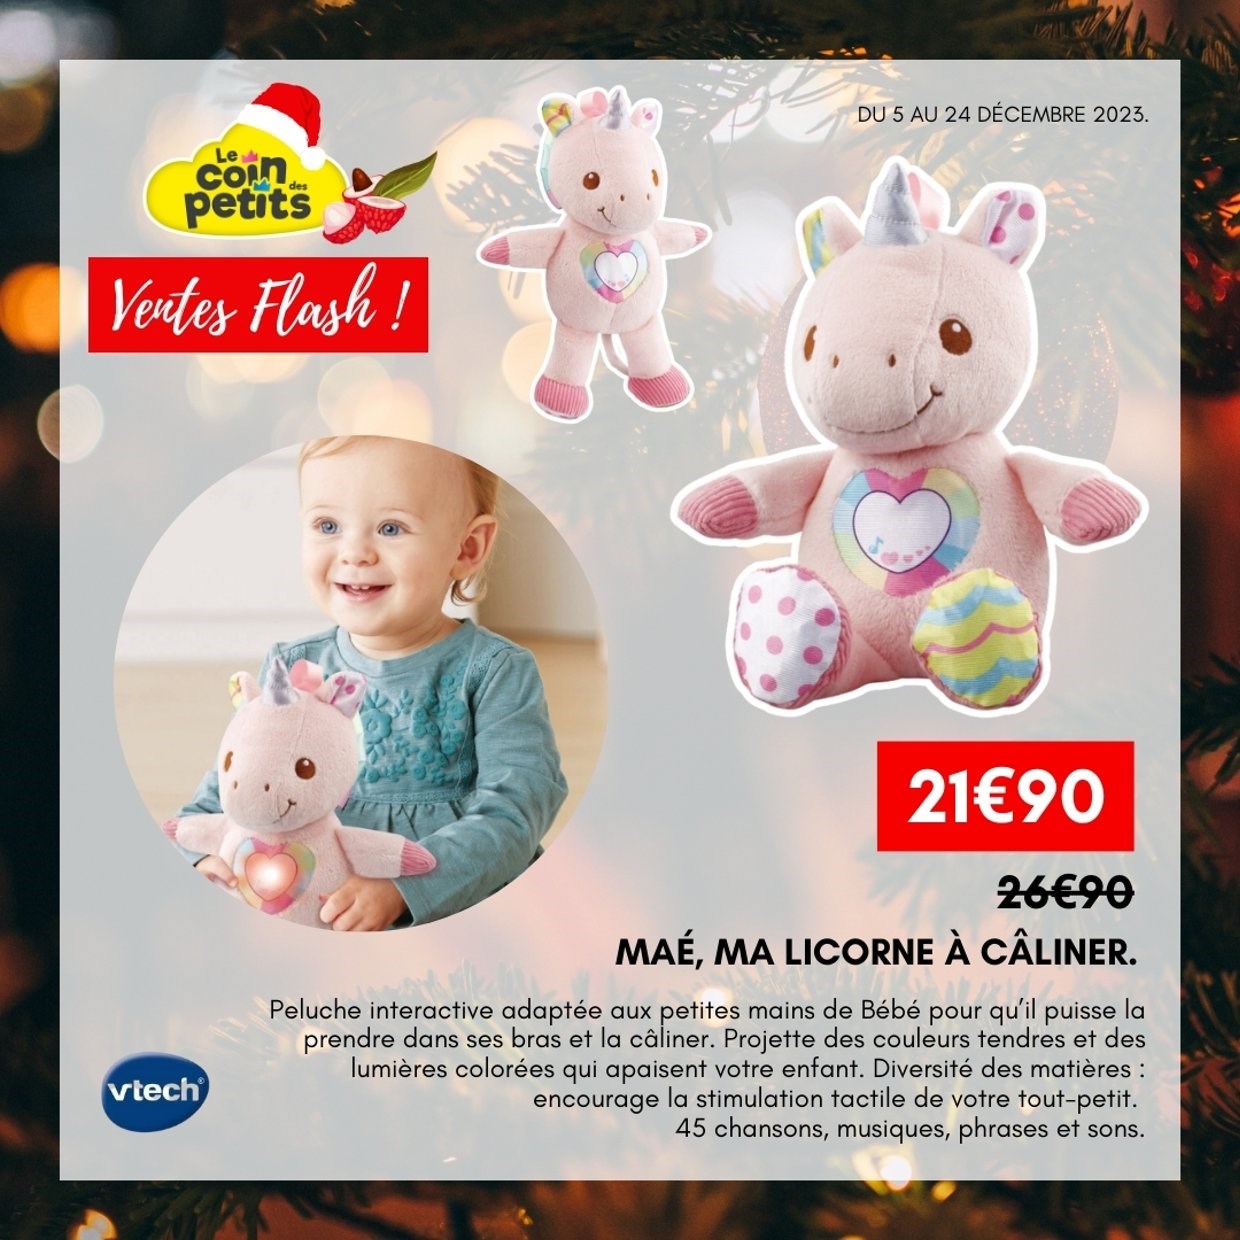 DU 5 AU 24 DÉCEMBRE 2023.
Le
coin
des
petits
Ventes Flash !
21€90
26€90
MAÉ, MA LICORNE À CÂLINER.
Peluche interactive adaptée aux petites mains de Bébé pour qu’il puisse la
prendre dans ses bras et la câliner. Projette des couleurs tendres et des
lumières colorées qui apaisent votre enfant. Diversité des matières :
encourage la stimulation tactile de votre tout-petit.
45 chansons, musiques, phrases et sons.
vtech®